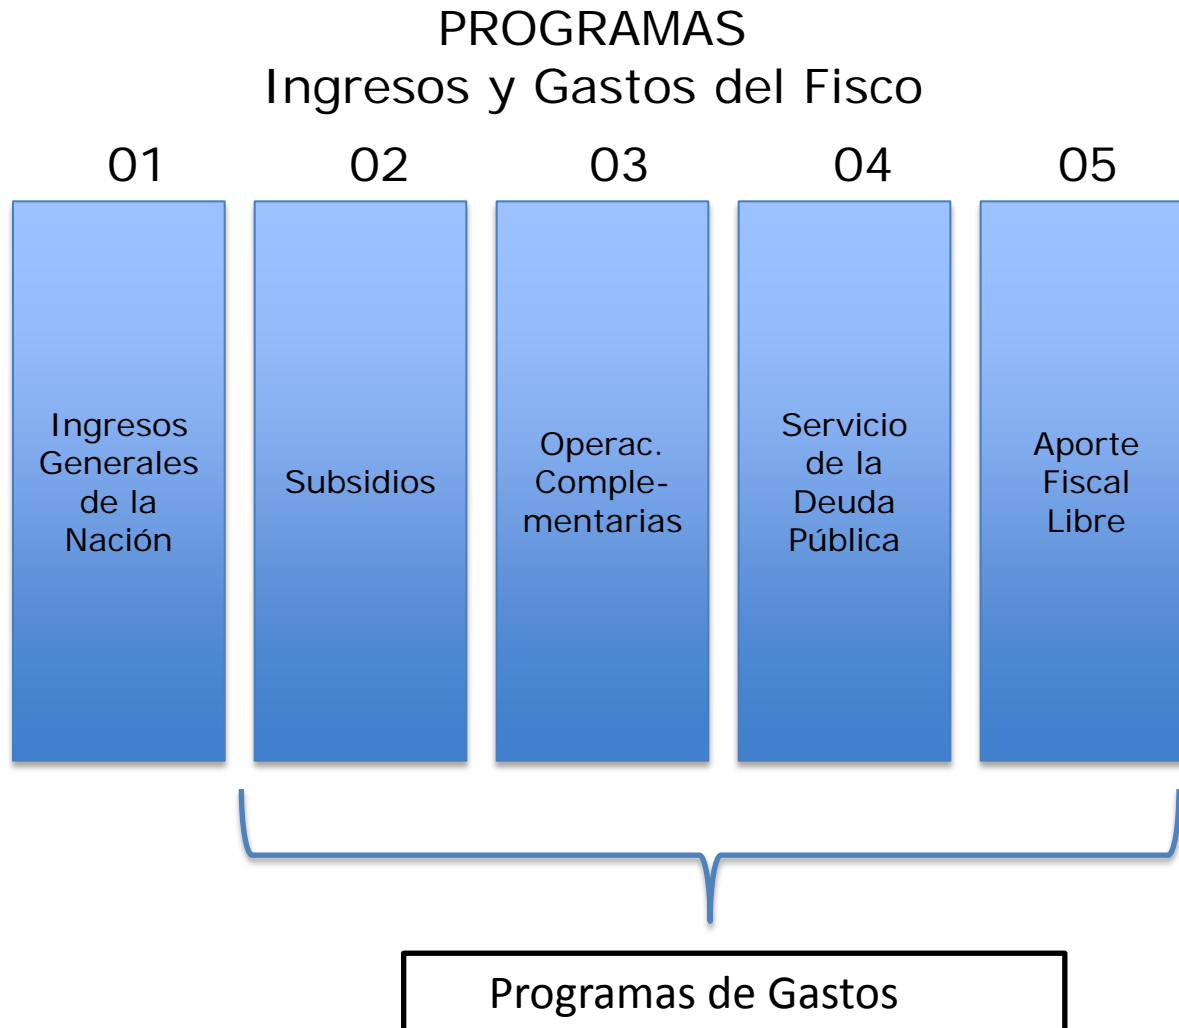 PROGRAMAS
Ingresos y Gastos del Fisco
01 02 03 04 05
Ingresos
Generales
de la
Nación
Subsidios
Operac.
Comple-
mentarias
Servicio
de la
Deuda
Pública
Aporte
Fiscal
Libre
Programas de Gastos